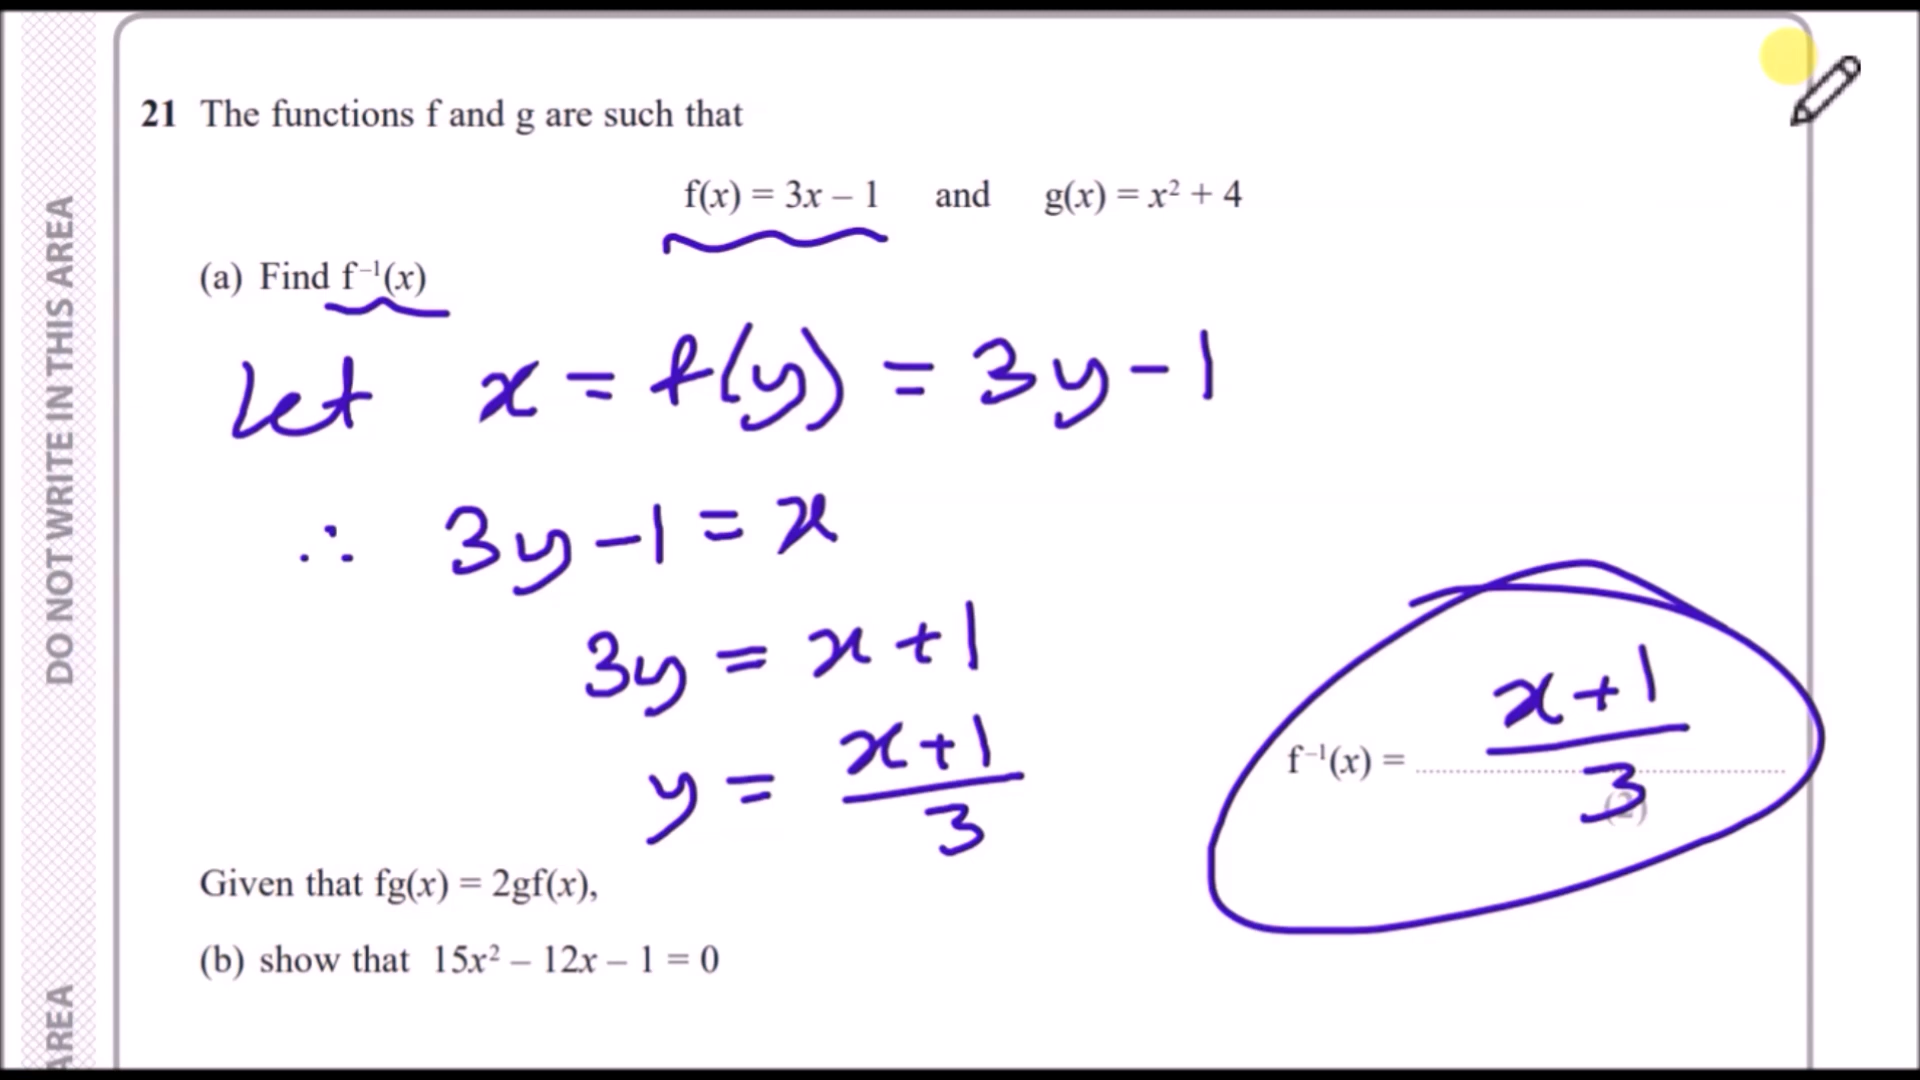 21 The functions f and g are such that
f(x) = 3x – 1 and g(x) = x² + 4
(a) Find f⁻¹(x)
Let x = f(y) = 3y - 1
∴ 3y - 1 = x
3y = x + 1
y = (x + 1)/3
f⁻¹(x) = (x + 1)/3
(2)
Given that fg(x) = 2gf(x),
(b) show that 15x² – 12x – 1 = 0
DO NOT WRITE IN THIS AREA
AREA